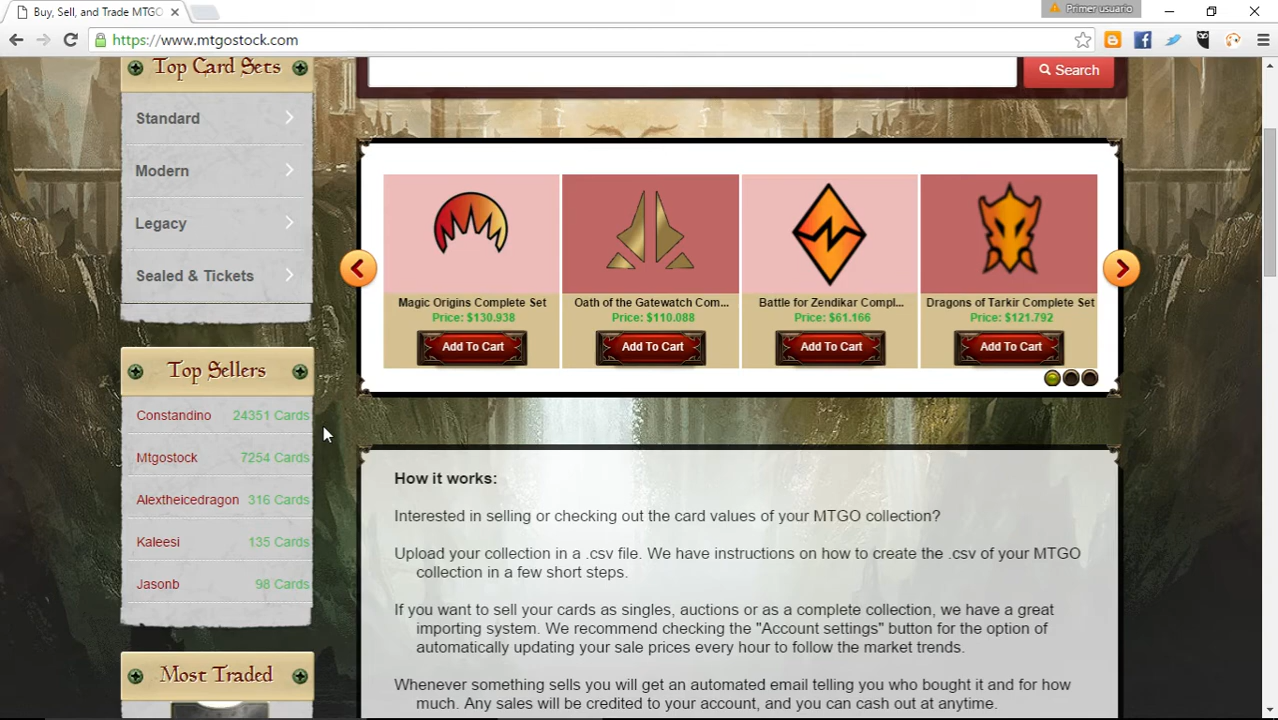 Buy, Sell, and Trade MTGO
Primer usuario
https://www.mtgostock.com
Top Card Sets
Standard
Modern
Legacy
Sealed & Tickets
Top Sellers
Constandino 24351 Cards
Mtgostock 7254 Cards
Alextheicedragon 316 Cards
Kaleesi 135 Cards
Jasonb 98 Cards
Most Traded
Search
Magic Origins Complete Set
Price: $130.938
Add To Cart
Oath of the Gatewatch Com...
Price: $110.088
Add To Cart
Battle for Zendikar Compl...
Price: $61.166
Add To Cart
Dragons of Tarkir Complete Set
Price: $121.792
Add To Cart
How it works:
Interested in selling or checking out the card values of your MTGO collection?
Upload your collection in a .csv file. We have instructions on how to create the .csv of your MTGO
collection in a few short steps.
If you want to sell your cards as singles, auctions or as a complete collection, we have a great
importing system. We recommend checking the "Account settings" button for the option of
automatically updating your sale prices every hour to follow the market trends.
Whenever something sells you will get an automated email telling you who bought it and for how
much. Any sales will be credited to your account, and you can cash out at anytime.